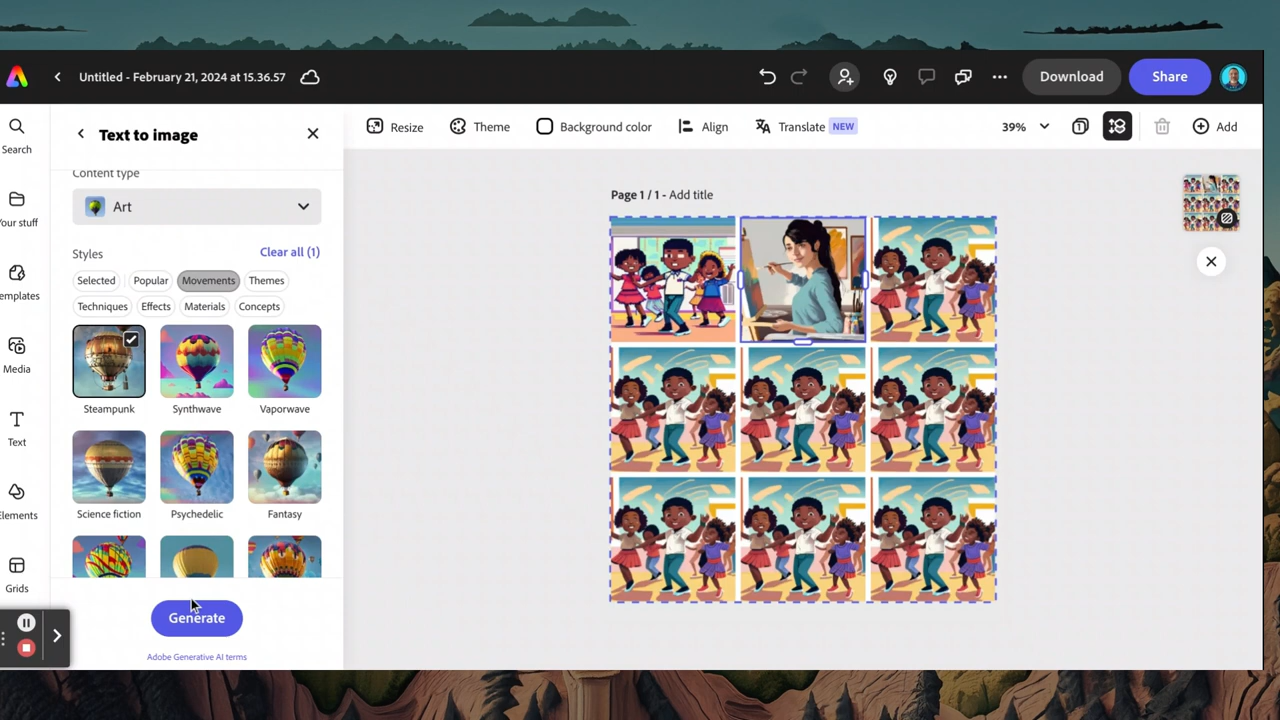 Untitled - February 21, 2024 at 15.36.57
Download
Share
Search
Your stuff
Templates
Media
Text
Elements
Grids
Text to image
Content type
Art
Styles
Clear all (1)
Selected
Popular
Movements
Themes
Techniques
Effects
Materials
Concepts
Steampunk
Synthwave
Vaporwave
Science fiction
Psychedelic
Fantasy
Generate
Adobe Generative AI terms
Resize
Theme
Background color
Align
Translate NEW
39%
1
Add
Page 1 / 1 - Add title